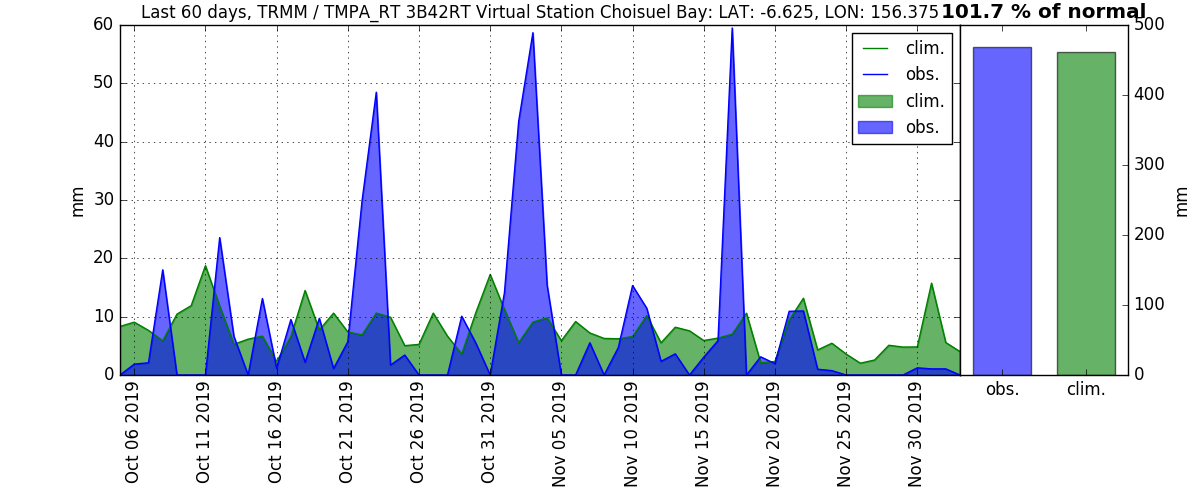 Last 60 days, TRMM / TMPA_RT 3B42RT Virtual Station Choisuel Bay: LAT: -6.625, LON: 156.375 101.7 % of normal
60
50
40
30
20
10
0
mm
clim.
obs.
clim.
obs.
Oct 06 2019
Oct 11 2019
Oct 16 2019
Oct 21 2019
Oct 26 2019
Oct 31 2019
Nov 05 2019
Nov 10 2019
Nov 15 2019
Nov 20 2019
Nov 25 2019
Nov 30 2019
500
400
300
200
100
0
mm
obs. clim.